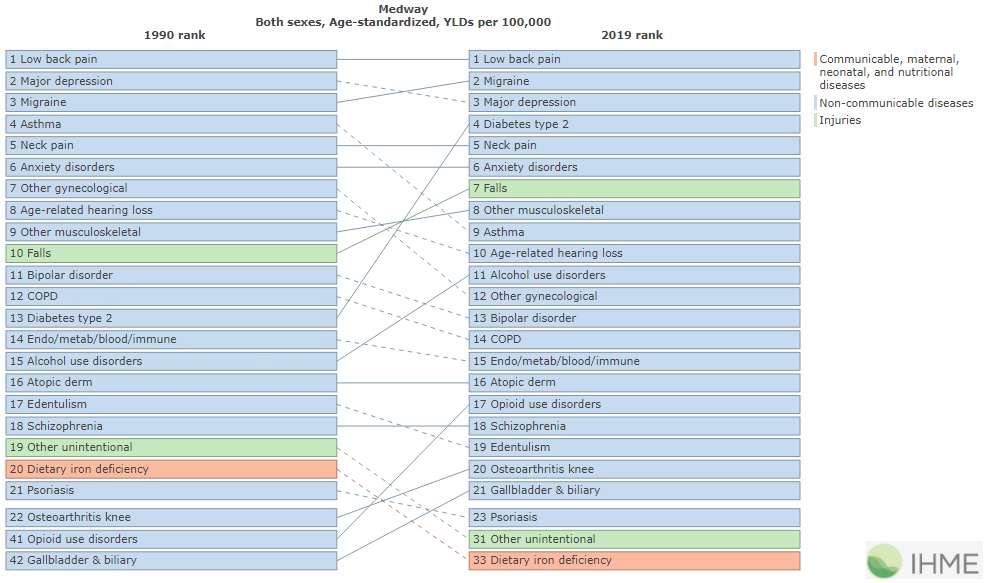 Medway
Both sexes, Age-standardized, YLDs per 100,000
1990 rank
2019 rank
1 Low back pain
2 Major depression
3 Migraine
4 Asthma
5 Neck pain
6 Anxiety disorders
7 Other gynecological
8 Age-related hearing loss
9 Other musculoskeletal
10 Falls
11 Bipolar disorder
12 COPD
13 Diabetes type 2
14 Endo/metab/blood/immune
15 Alcohol use disorders
16 Atopic derm
17 Edentulism
18 Schizophrenia
19 Other unintentional
20 Dietary iron deficiency
21 Psoriasis
22 Osteoarthritis knee
41 Opioid use disorders
42 Gallbladder & biliary
1 Low back pain
2 Migraine
3 Major depression
4 Diabetes type 2
5 Neck pain
6 Anxiety disorders
7 Falls
8 Other musculoskeletal
9 Asthma
10 Age-related hearing loss
11 Alcohol use disorders
12 Other gynecological
13 Bipolar disorder
14 COPD
15 Endo/metab/blood/immune
16 Atopic derm
17 Opioid use disorders
18 Schizophrenia
19 Edentulism
20 Osteoarthritis knee
21 Gallbladder & biliary
23 Psoriasis
31 Other unintentional
33 Dietary iron deficiency
Communicable, maternal,
neonatal, and nutritional
diseases
Non-communicable diseases
Injuries
IHME